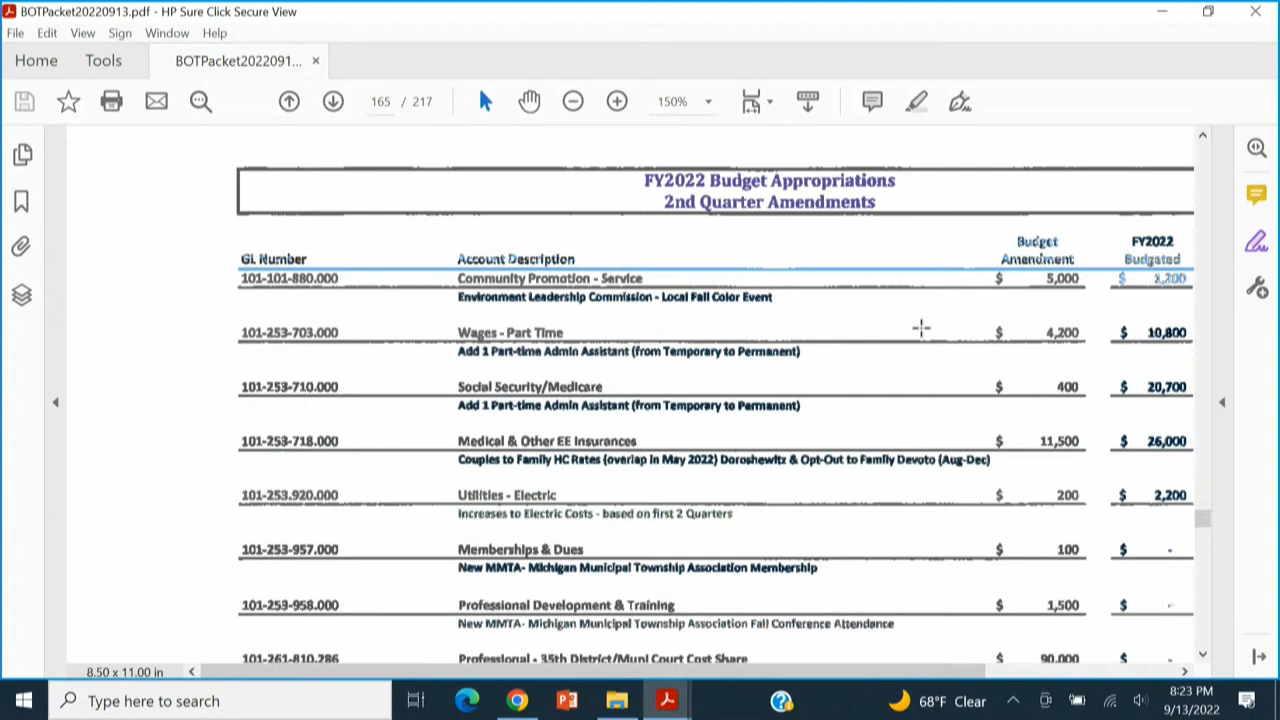 BOTPacket20220913.pdf - HP Sure Click Secure View
File Edit View Sign Window Help
Home Tools BOTPacket2022091... ×
165 / 217 150%
FY2022 Budget Appropriations
2nd Quarter Amendments
Budget FY2022
GL Number Account Description Amendment Budgeted
101-101-880.000 Community Promotion - Service $ 5,000 $
Environment Leadership Commission - Local Fall Color Event
101-253-703.000 Wages - Part Time $ 4,200 $ 10,800
Add 1 Part-time Admin Assistant (from Temporary to Permanent)
101-253-710.000 Social Security/Medicare $ 400 $ 20,700
Add 1 Part-time Admin Assistant (from Temporary to Permanent)
101-253-718.000 Medical & Other EE Insurances $ 11,500 $ 26,000
Couples to Family HC Rates (overlap in May 2022) Doroshewitz & Opt-Out to Family Devoto (Aug-Dec)
101-253.920.000 Utilities - Electric $ 200 $ 2,200
Increases to Electric Costs - based on first 2 Quarters
101-253-957.000 Memberships & Dues $ 100 $ -
New MMTA- Michigan Municipal Township Association Membership
101-253-958.000 Professional Development & Training $ 1,500 $ -
New MMTA- Michigan Municipal Township Association Fall Conference Attendance
101-261-810.286 Professional - 35th District/Muni Court Cost Share $ 90,000 $ -
8.50 x 11.00 in
Type here to search 68°F Clear 8:23 PM
9/13/2022